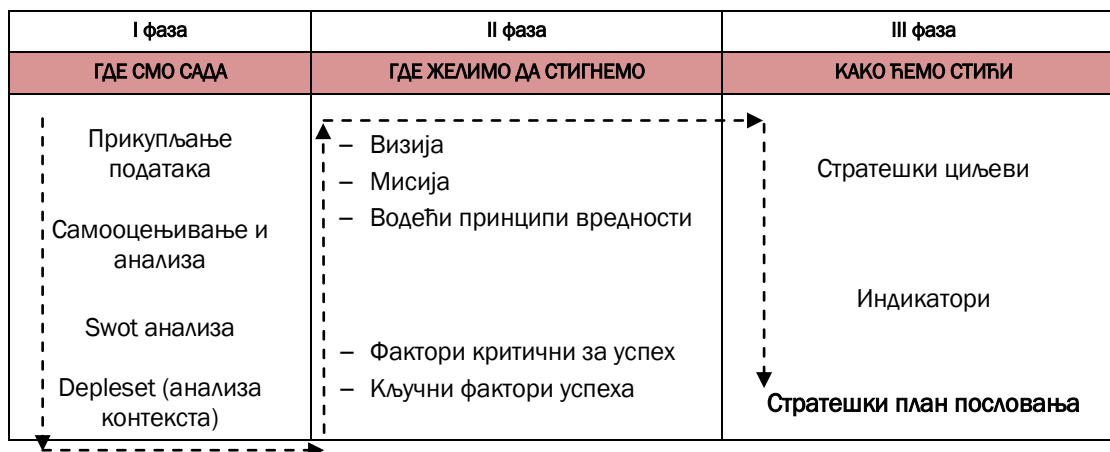 I фаза
II фаза
III фаза
ГДЕ СМО САДА
ГДЕ ЖЕЛИМО ДА СТИГНЕМО
КАКО ЋЕМО СТИЋИ
Прикупљање
података
Самооцењивање и
анализа
Swot анализа
Depleset (анализа
контекста)
– Визија
– Мисија
– Водећи принципи вредности
– Фактори критични за успех
– Кључни фактори успеха
Стратешки циљеви
Индикатори
Стратешки план пословања